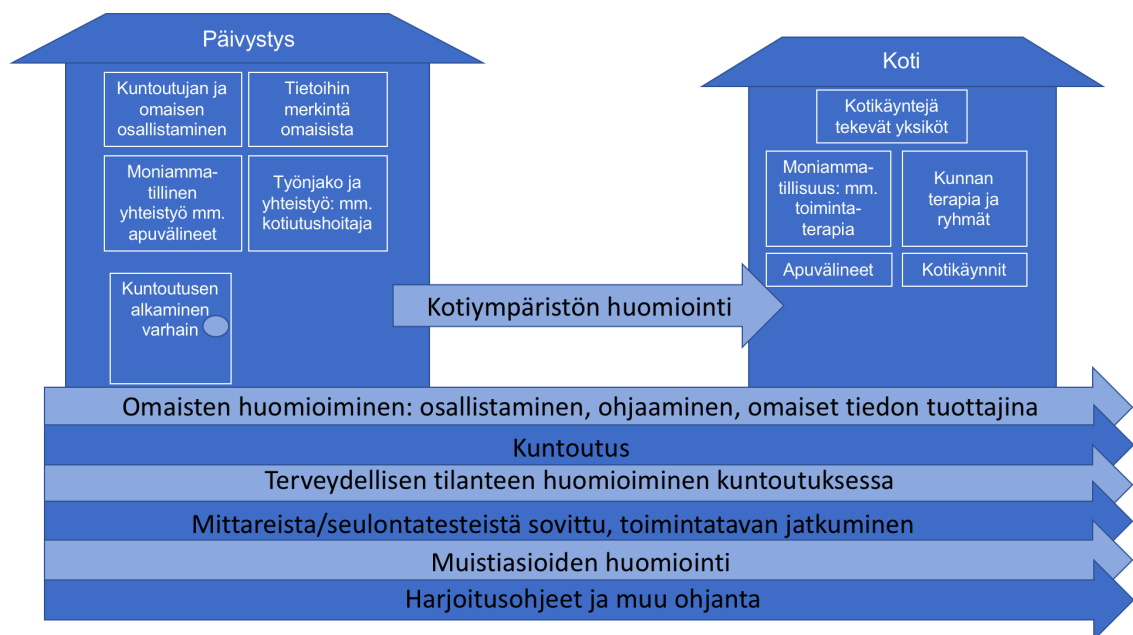 Päivystys
Kuntoutujan ja
omaisen
osallistaminen
Tietoihin
merkintä
omaisista
Moniamma-
tillinen
yhteistyö mm.
apuvälineet
Työnjako ja
yhteistyö: mm.
kotiutushoitaja
Kuntoutusen
alkaminen
varhain
Kotiympäristön huomiointi
Koti
Kotikäyntejä
tekevät yksiköt
Moniamma-
tillisuus: mm.
toiminta-
terapia
Kunnan
terapia ja
ryhmät
Apuvälineet
Kotikäynnit
Omaisten huomioiminen: osallistaminen, ohjaaminen, omaiset tiedon tuottajina
Kuntoutus
Terveydellisen tilanteen huomioiminen kuntoutuksessa
Mittareista/seulontatesteistä sovittu, toimintatavan jatkuminen
Muistiasioiden huomiointi
Harjoitusohjeet ja muu ohjanta